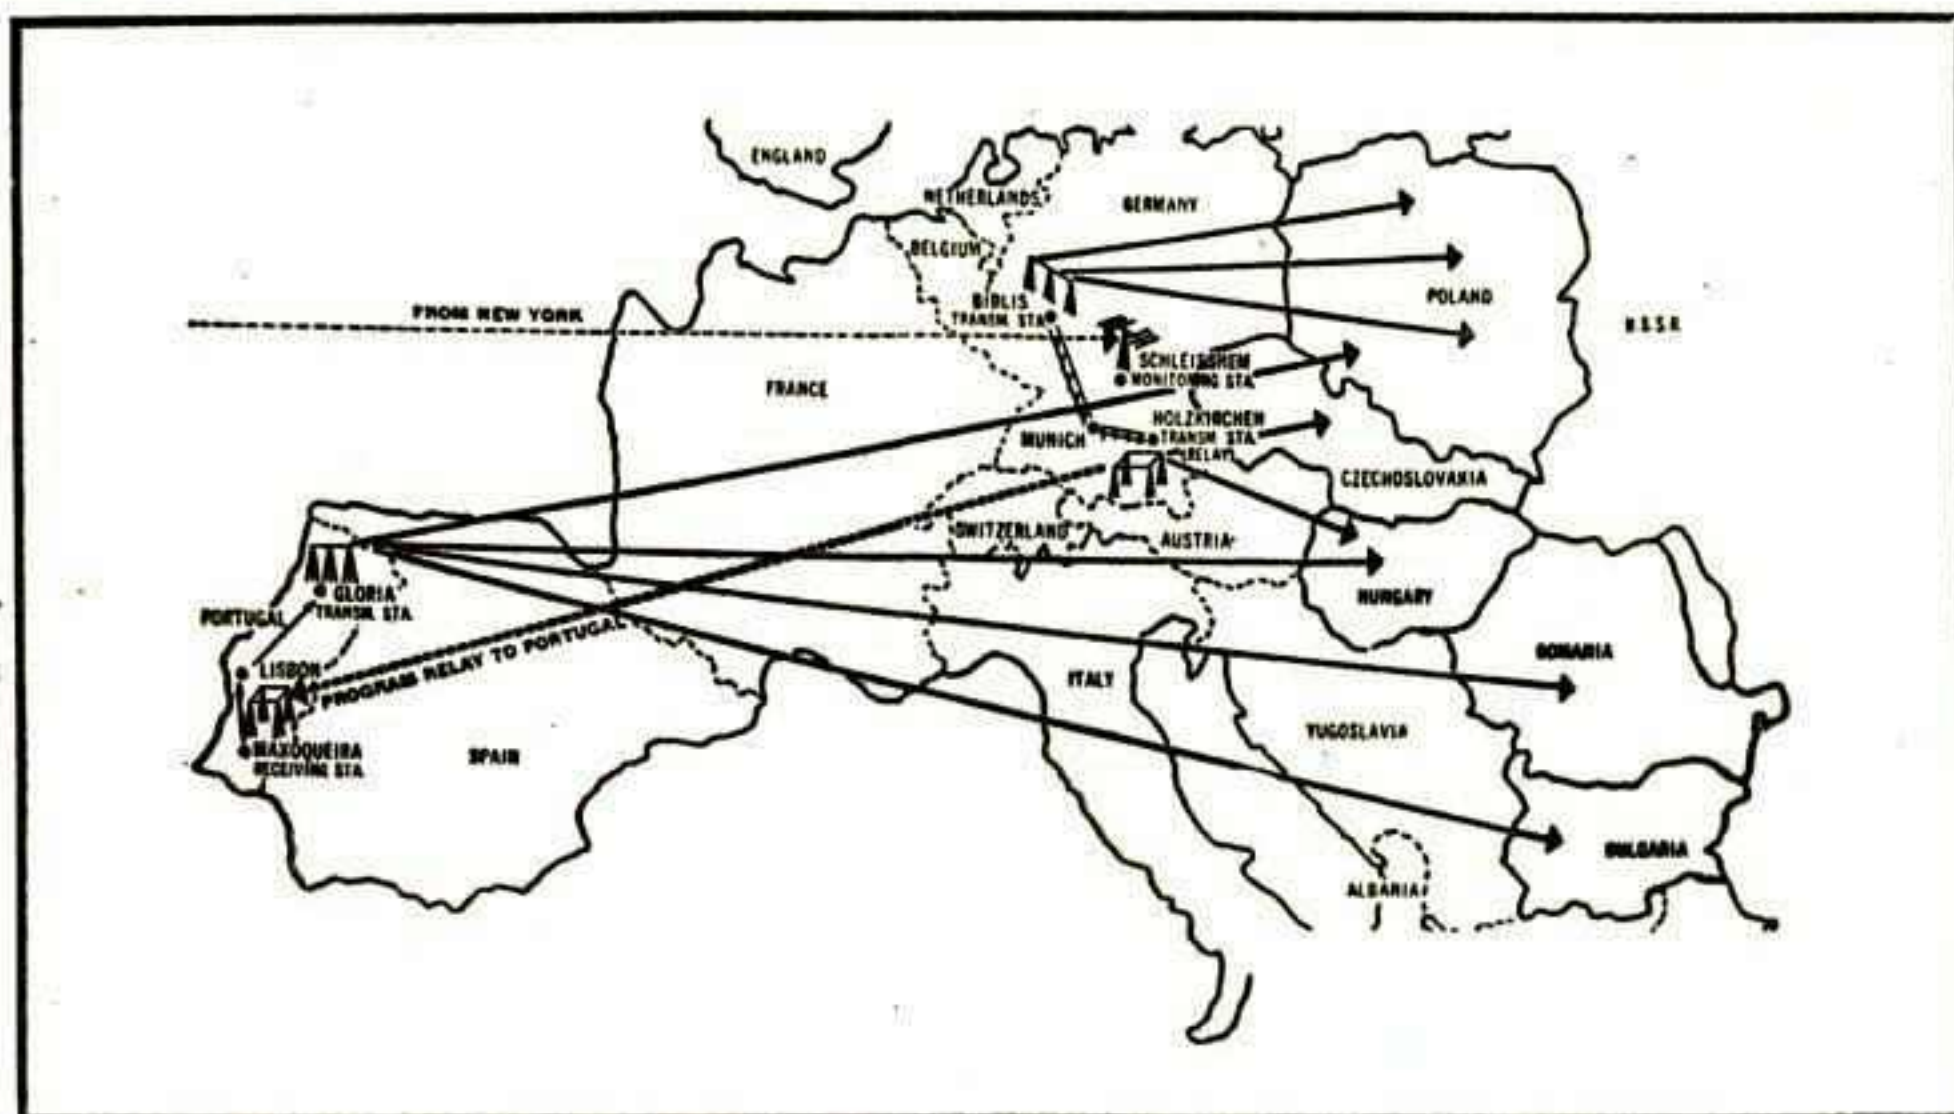 ENGLAND
NETHERLANDS
GERMANY
BELGIUM
BIBLIS
TRANSM. STA.
POLAND
FROM NEW YORK
U.S.S.R.
SCHLEISSHEIM
MONITORING STA.
FRANCE
HOLZKIRCHEN
TRANSM. STA.
(RELAY)
MUNICH
CZECHOSLOVAKIA
SWITZERLAND
AUSTRIA
HUNGARY
GLORIA
TRANSM. STA.
PORTUGAL
LISBON
PROGRAM RELAY TO PORTUGAL
ROMANIA
ITALY
YUGOSLAVIA
SPAIN
MAXOQUEIRA
RECEIVING STA.
BULGARIA
ALBANIA